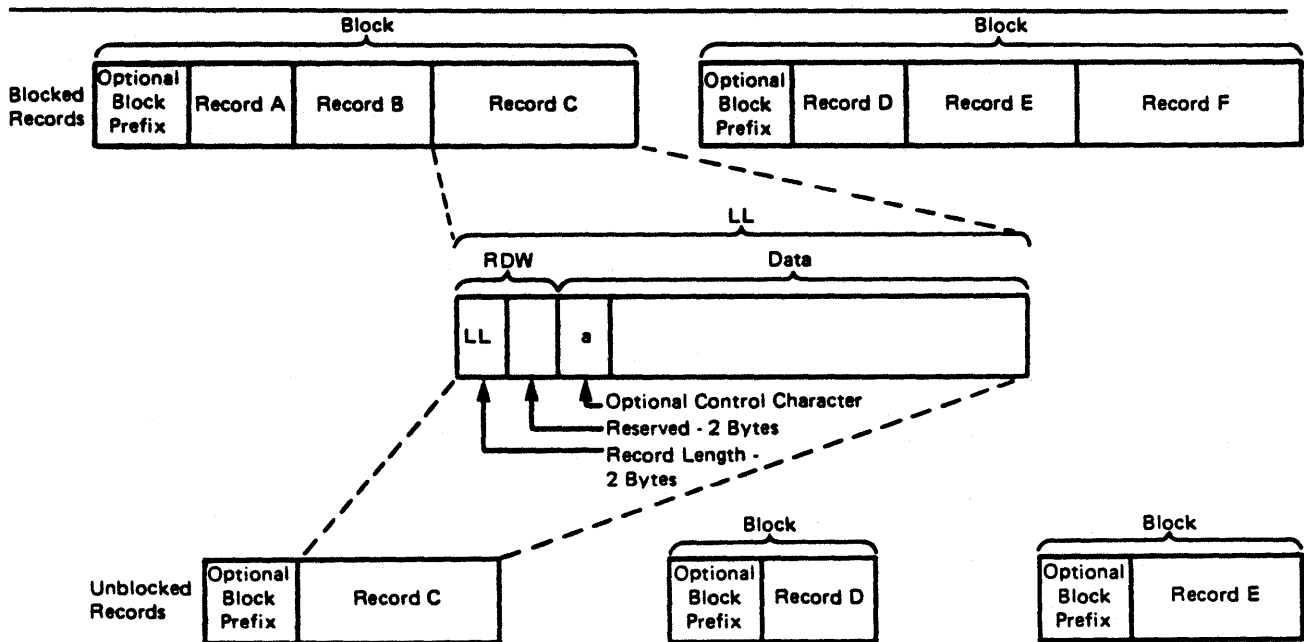 Block
Block
Blocked
Records
Optional
Block
Prefix
Record A
Record B
Record C
Optional
Block
Prefix
Record D
Record E
Record F
LL
RDW
Data
LL
a
Optional Control Character
Reserved - 2 Bytes
Record Length -
2 Bytes
Block
Block
Unblocked
Records
Optional
Block
Prefix
Record C
Optional
Block
Prefix
Record D
Optional
Block
Prefix
Record E